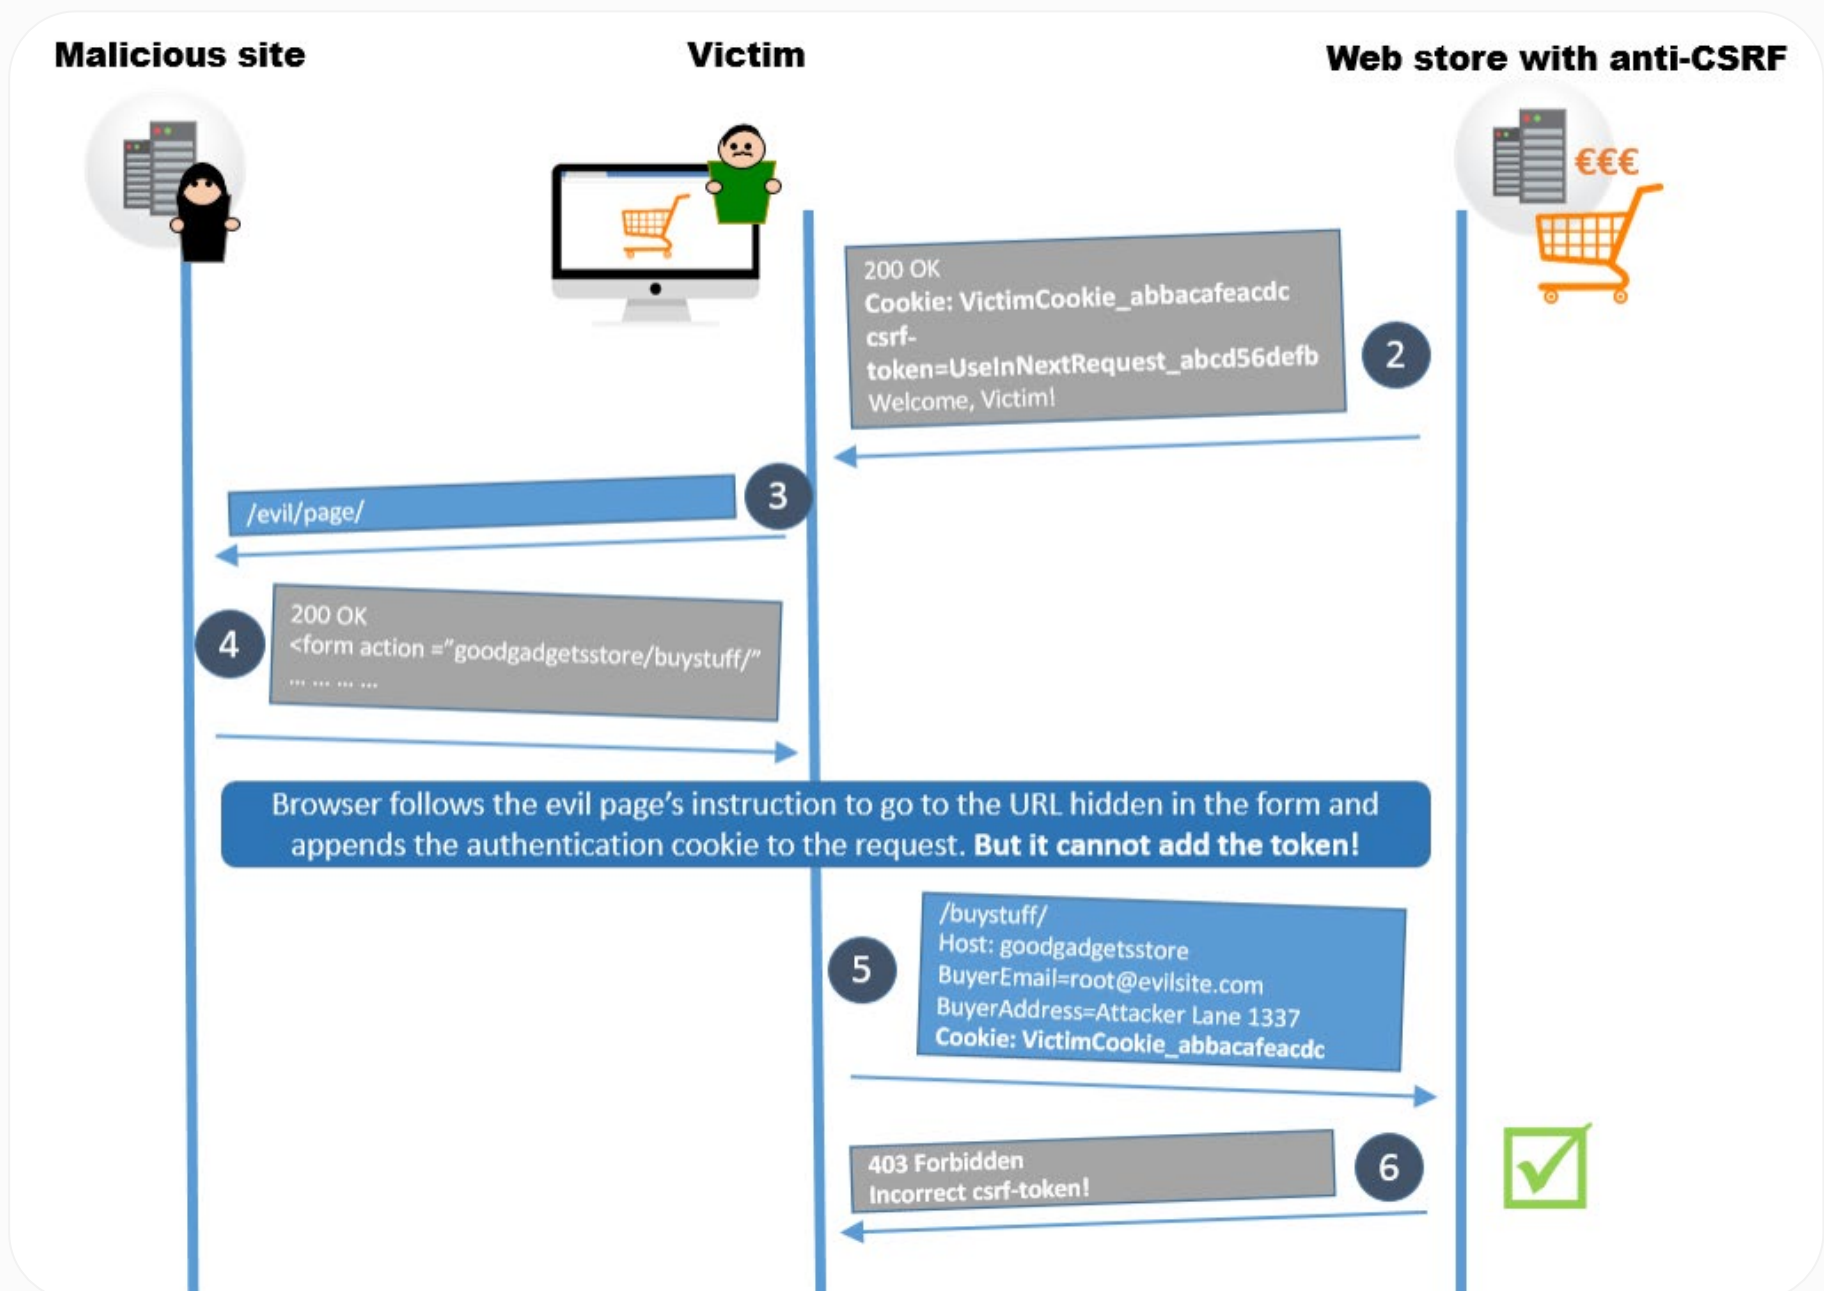 Malicious site
Victim
Web store with anti-CSRF
€€€
200 OK
Cookie: VictimCookie_abbacafeacdc
csrf-
token=UseInNextRequest_abcd56defb
Welcome, Victim!
2
/evil/page/
3
4
200 OK
<form action ="goodgadgetsstore/buystuff/”
... ... ... ...
Browser follows the evil page’s instruction to go to the URL hidden in the form and
appends the authentication cookie to the request. But it cannot add the token!
5
/buystuff/
Host: goodgadgetsstore
BuyerEmail=root@evilsite.com
BuyerAddress=Attacker Lane 1337
Cookie: VictimCookie_abbacafeacdc
403 Forbidden
Incorrect csrf-token!
6